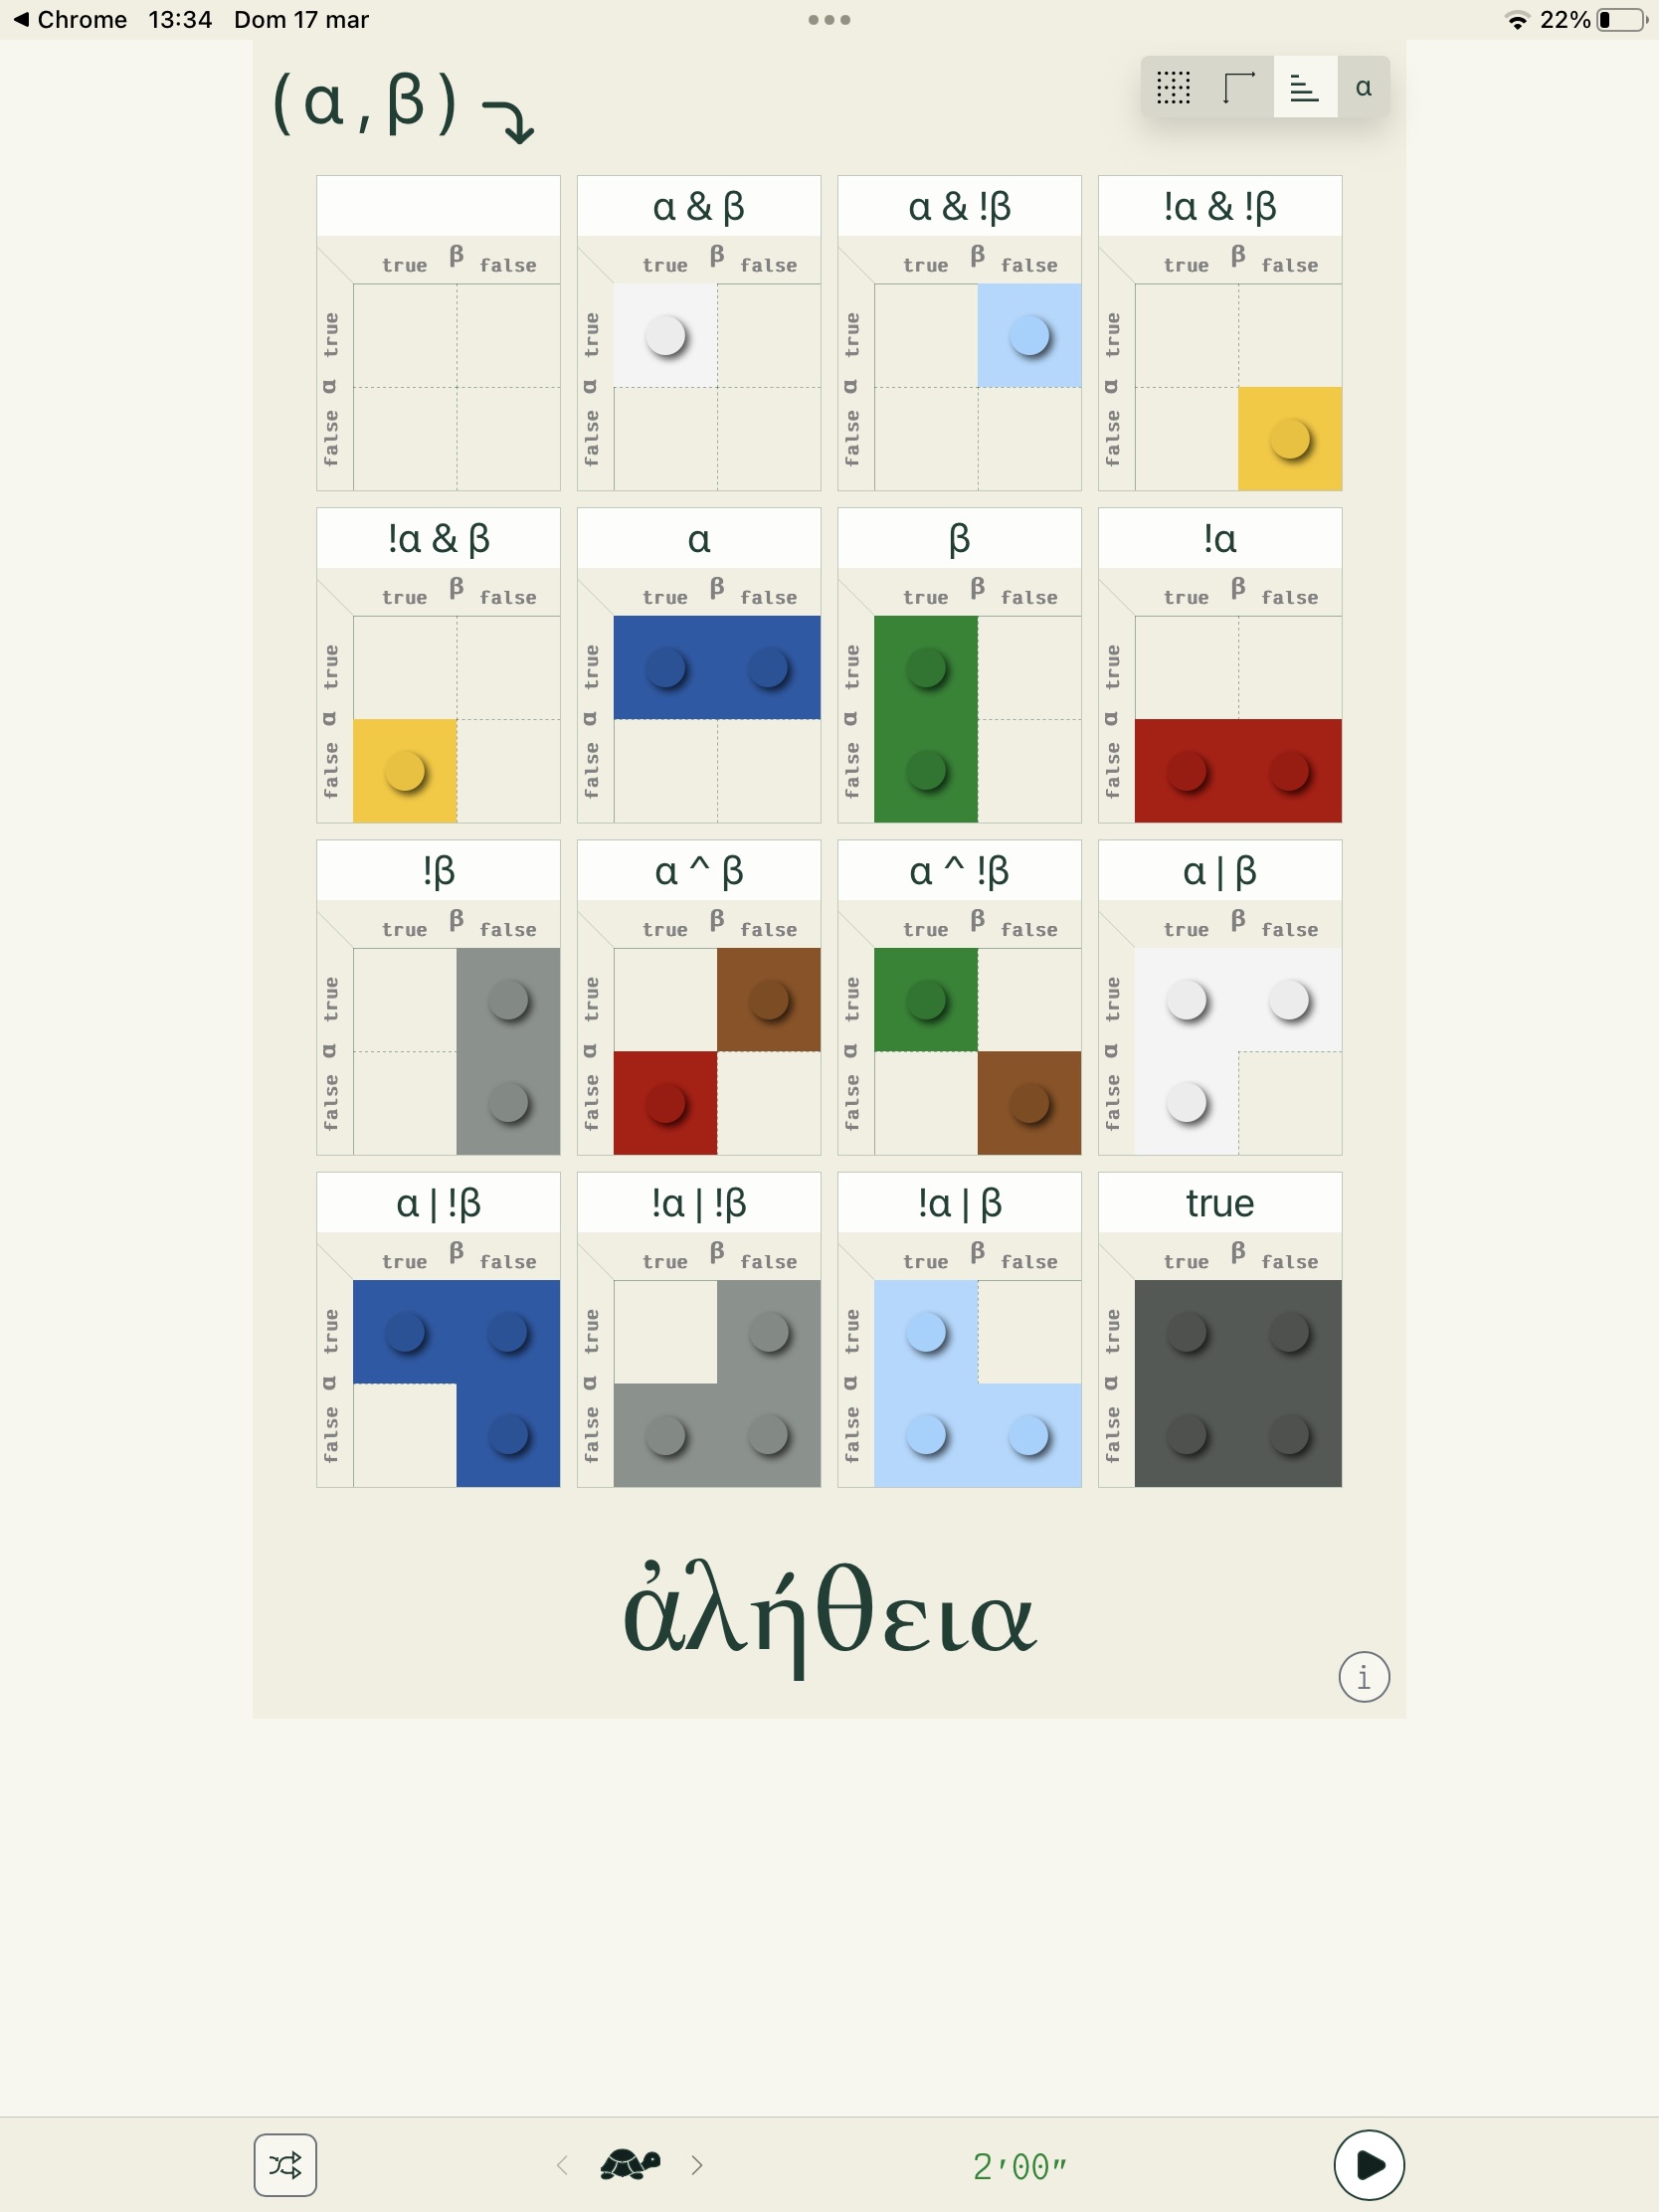 Chrome 13:34 Dom 17 mar 22%
(α,β) α
α & β α & !β !α & !β
true β false true β false true β false true β false
true true true true
α α α α
false false false false
!α & β α β !α
true β false true β false true β false true β false
true true true true
α α α α
false false false false
!β α ^ β α ^ !β α | β
true β false true β false true β false true β false
true true true true
α α α α
false false false false
α | !β !α | !β !α | β true
true β false true β false true β false true β false
true true true true
α α α α
false false false false
ἀλήθεια
i
2′00″